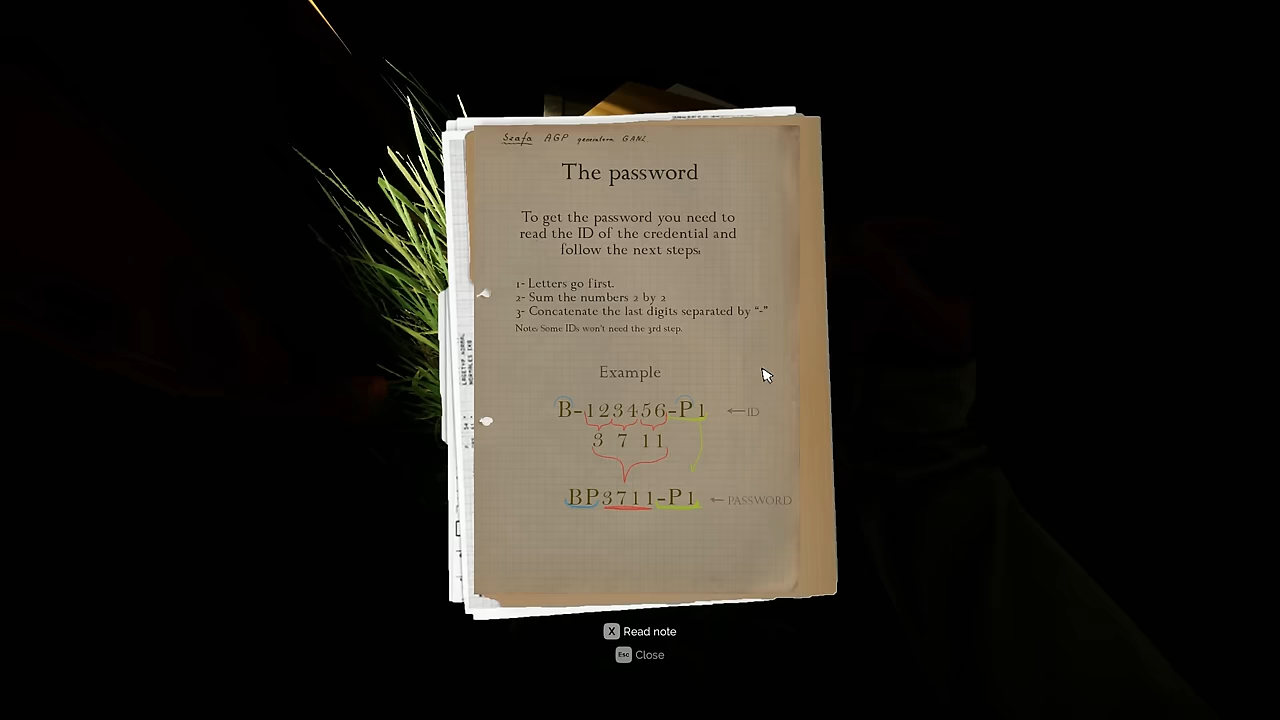 Seafa AGP
The password
To get the password you need to
read the ID of the credential and
follow the next steps:
1- Letters go first.
2- Sum the numbers 2 by 2
3- Concatenate the last digits separated by "-"
Note: Some IDs won't need the 3rd step.
Example
B-123456-P1 ←ID
3 7 11
BP3711-P1 ← PASSWORD
X Read note
Esc Close